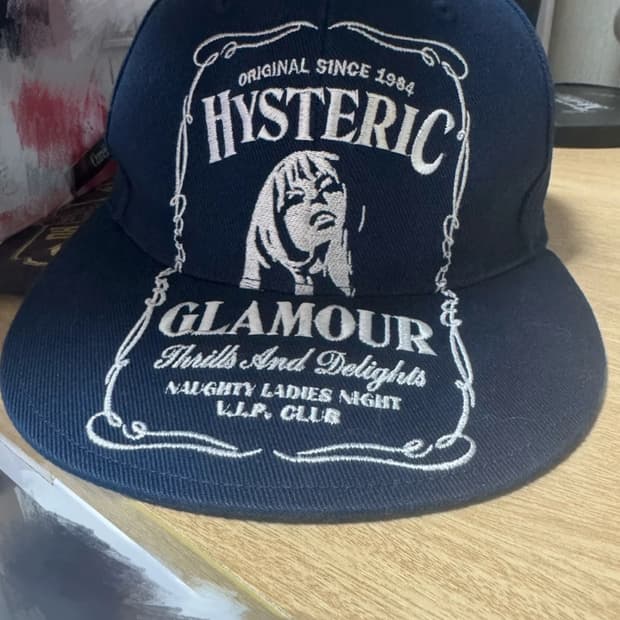 ORIGINAL SINCE 1984
HYSTERIC
GLAMOUR
Thrills And Delights
NAUGHTY LADIES NIGHT
V.I.P. CLUB